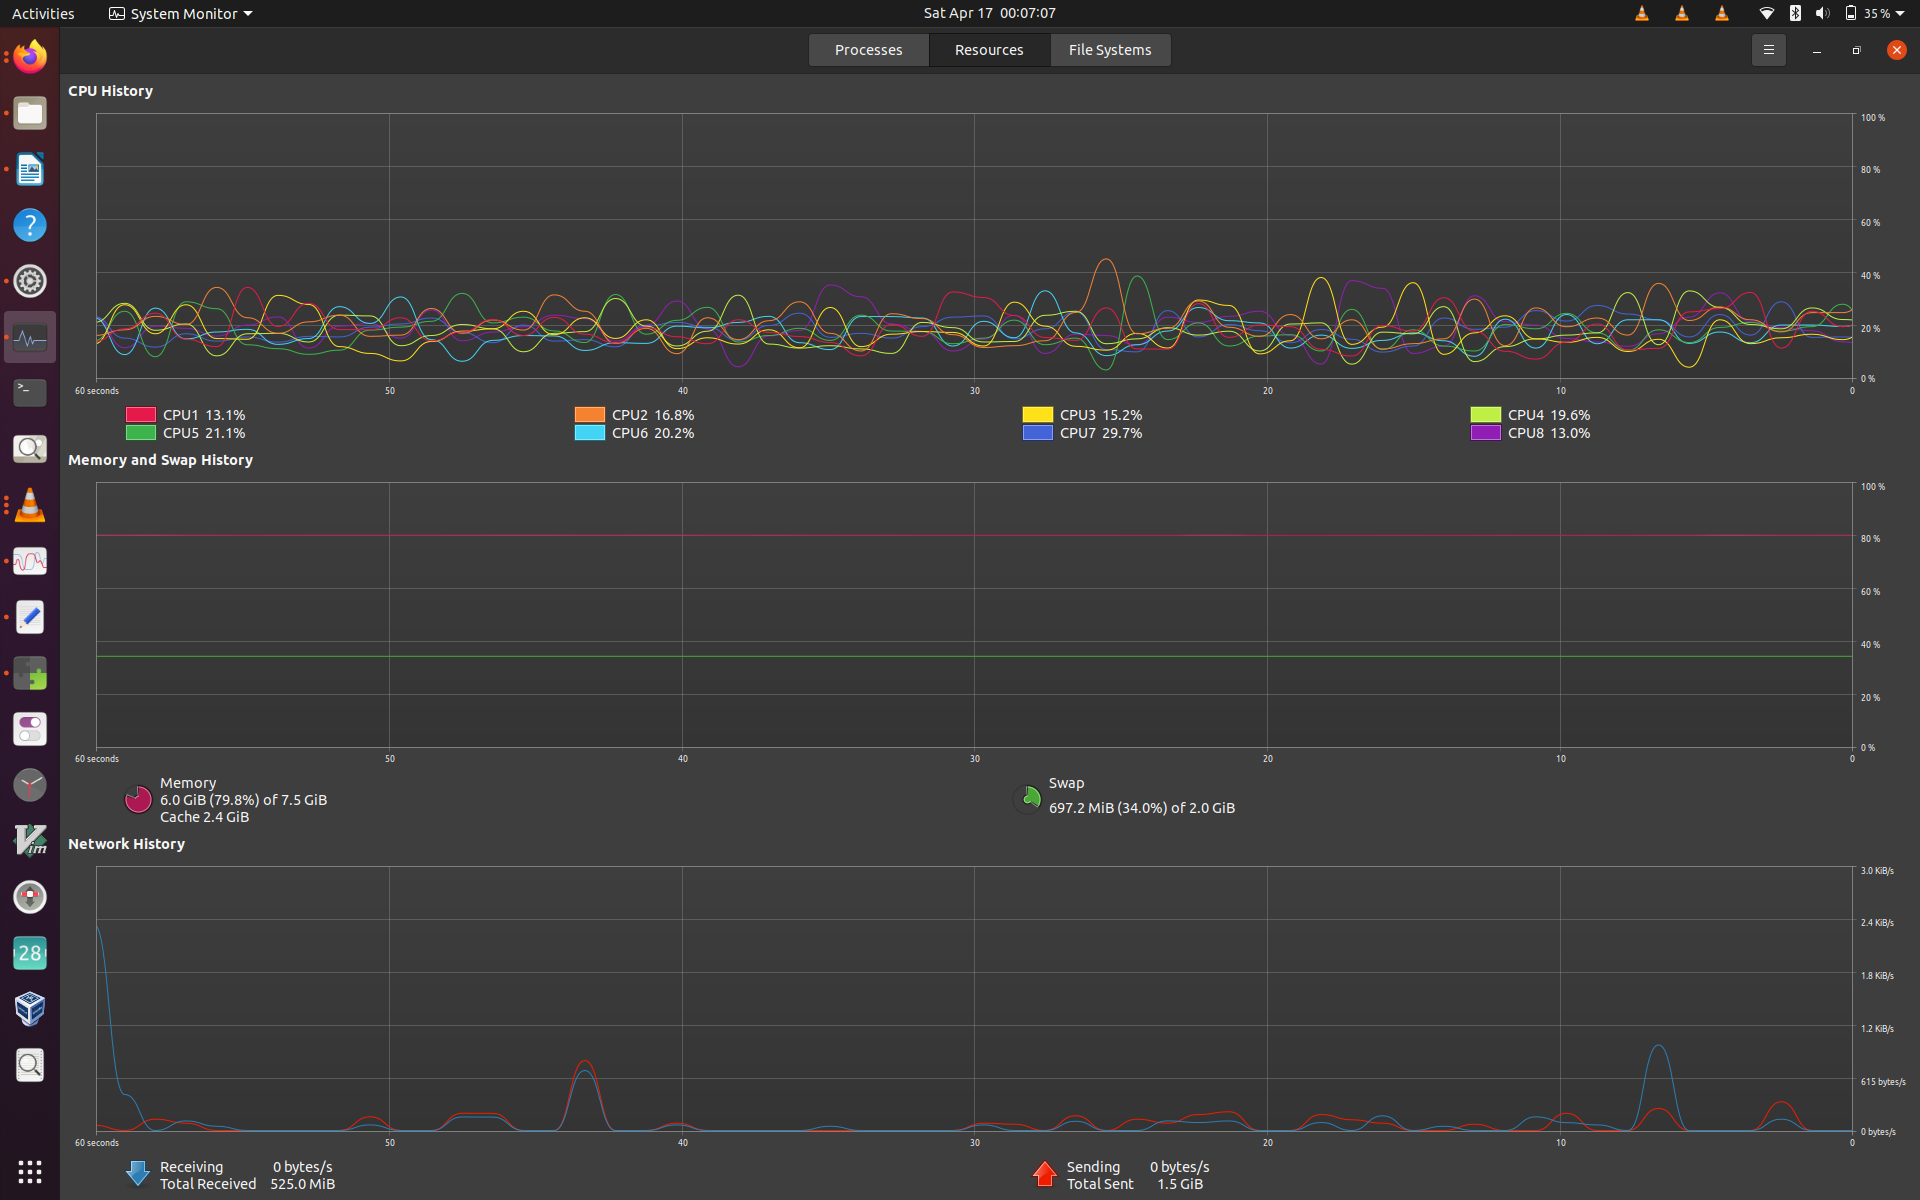 Activities System Monitor Sat Apr 17 00:07:07 35 %
Processes Resources File Systems
CPU History
100 %
80 %
60 %
40 %
20 %
0 %
60 seconds 50 40 30 20 10 0
CPU1 13.1% CPU2 16.8% CPU3 15.2% CPU4 19.6%
CPU5 21.1% CPU6 20.2% CPU7 29.7% CPU8 13.0%
Memory and Swap History
100 %
80 %
60 %
40 %
20 %
0 %
60 seconds 50 40 30 20 10 0
Memory
6.0 GiB (79.8%) of 7.5 GiB
Cache 2.4 GiB
Swap
697.2 MiB (34.0%) of 2.0 GiB
Network History
3.0 KiB/s
2.4 KiB/s
1.8 KiB/s
1.2 KiB/s
615 bytes/s
0 bytes/s
60 seconds 50 40 30 20 10 0
Receiving 0 bytes/s
Total Received 525.0 MiB
Sending 0 bytes/s
Total Sent 1.5 GiB
?
>_
Vim
28